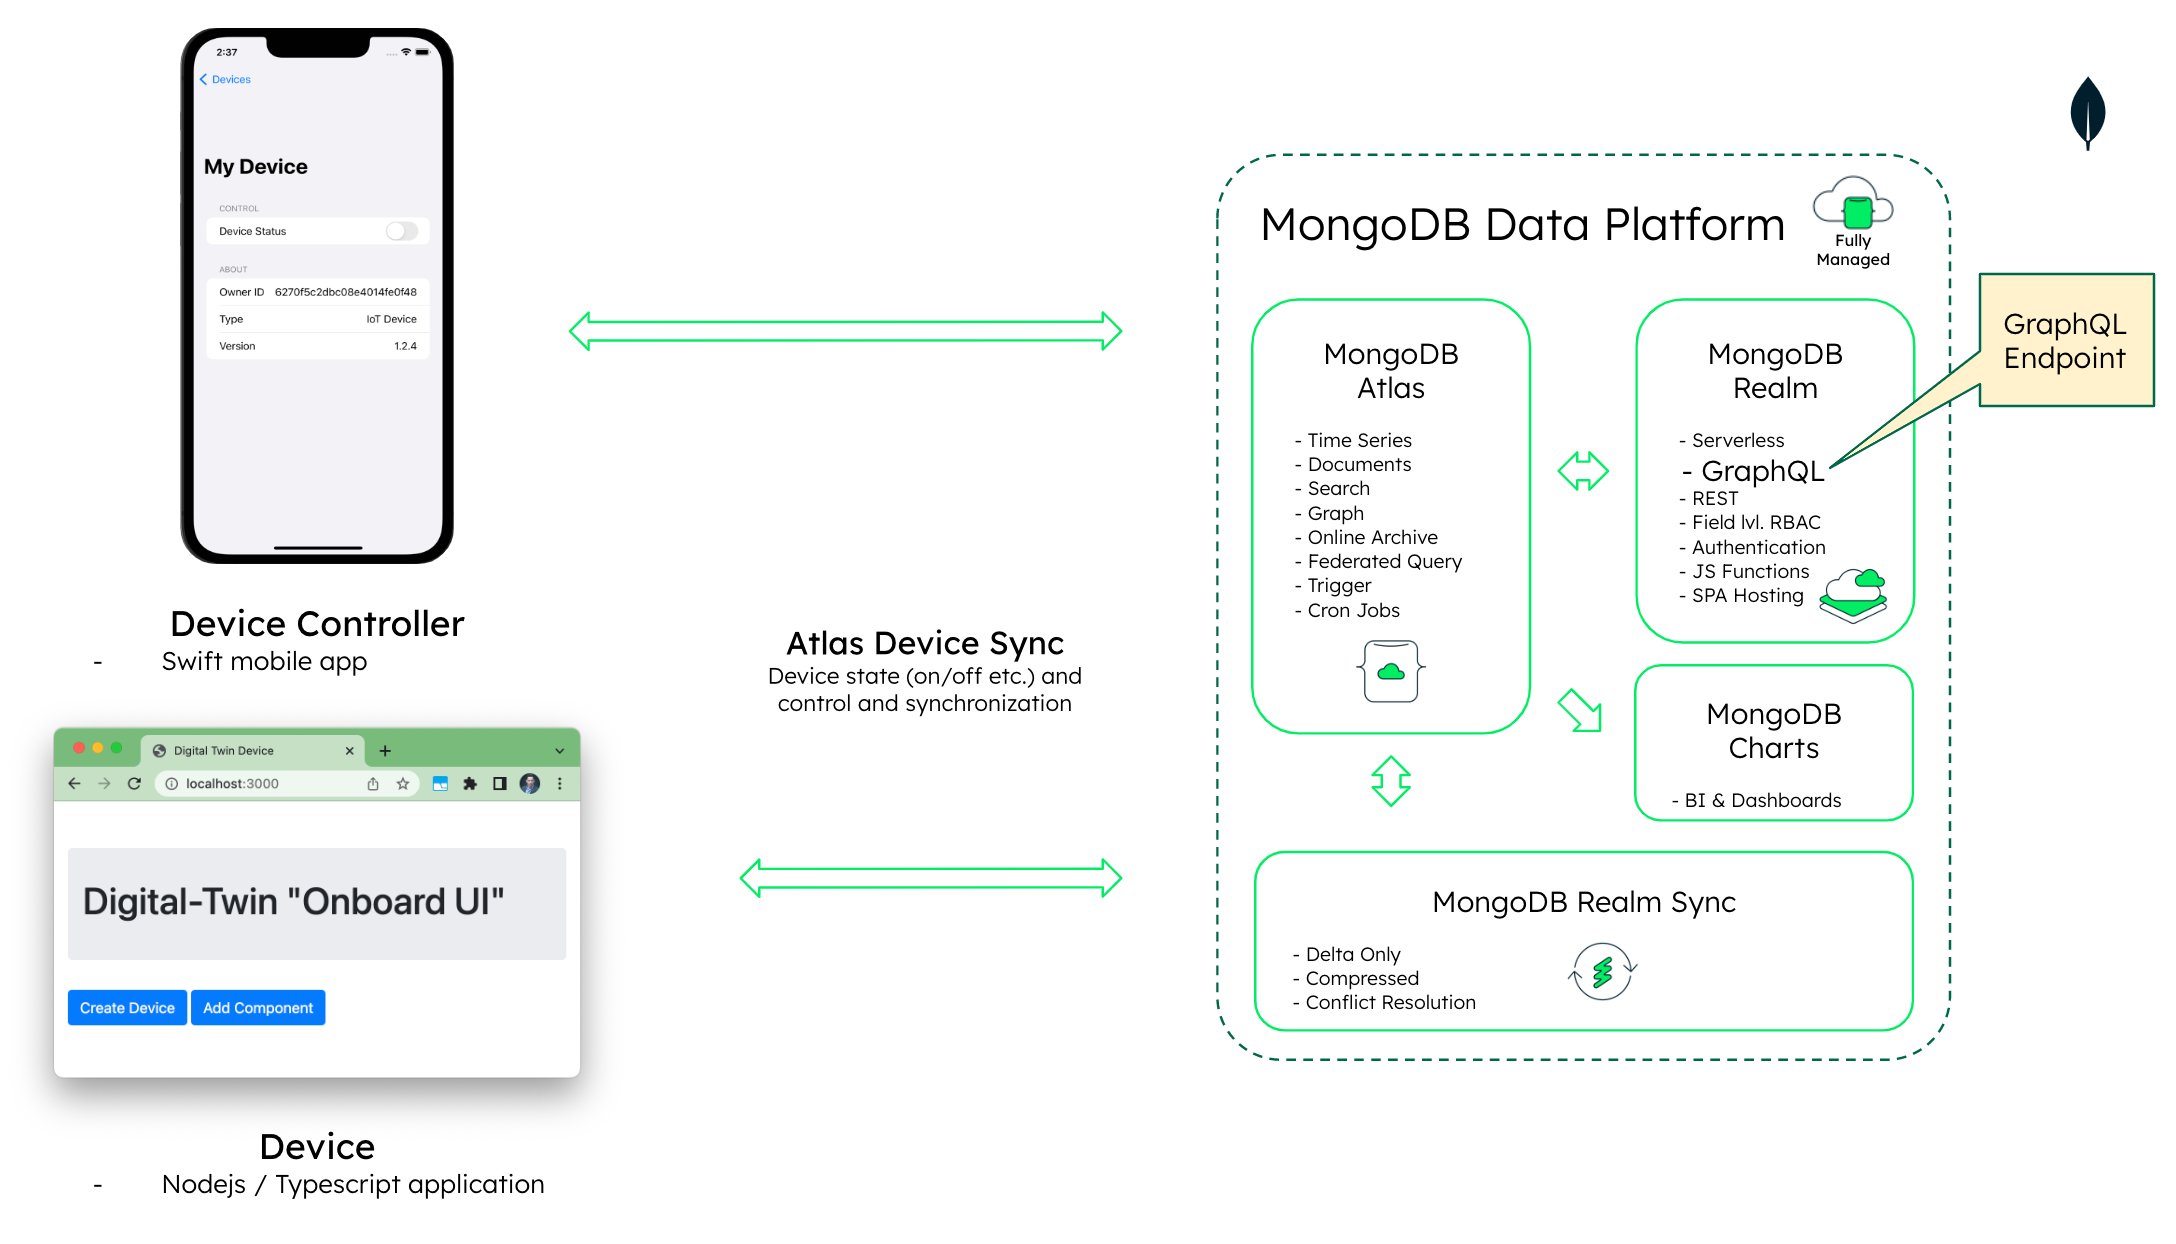 2:37
Devices
My Device
CONTROL
Device Status
ABOUT
Owner ID 6270f5c2dbc08e4014fe0f48
Type IoT Device
Version 1.2.4
Device Controller
- Swift mobile app
Digital Twin Device
localhost:3000
Digital-Twin "Onboard UI"
Create Device Add Component
Device
- Nodejs / Typescript application
Atlas Device Sync
Device state (on/off etc.) and
control and synchronization
MongoDB Data Platform
Fully
Managed
MongoDB
Atlas
- Time Series
- Documents
- Search
- Graph
- Online Archive
- Federated Query
- Trigger
- Cron Jobs
MongoDB
Realm
- Serverless
- GraphQL
- REST
- Field lvl. RBAC
- Authentication
- JS Functions
- SPA Hosting
GraphQL
Endpoint
MongoDB
Charts
- BI & Dashboards
MongoDB Realm Sync
- Delta Only
- Compressed
- Conflict Resolution